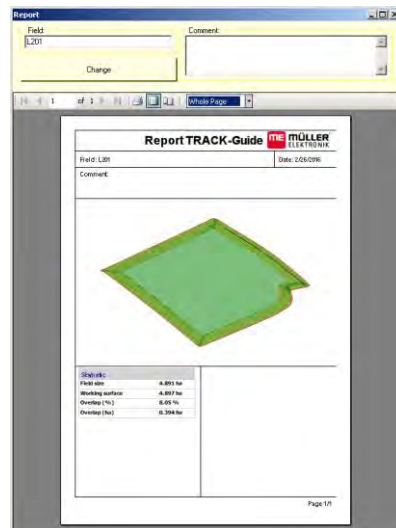 Report
Field:
Comment:
L201
Change
1 of 1
Whole Page
Report TRACK-Guide ME MÜLLER
ELEKTRONIK
Field: L201 Date: 2/26/2016
Comment:
Statistic
Field size 4.891 ha
Working surface 4.897 ha
Overlap (%) 8.05 %
Overlap (ha) 0.394 ha
Page 1/1